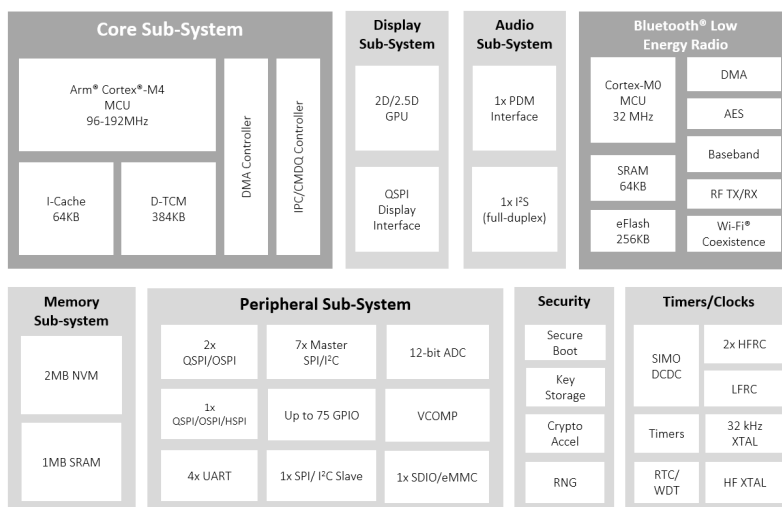 Core Sub-System
Arm® Cortex®-M4
MCU
96-192MHz
I-Cache
64KB
D-TCM
384KB
DMA Controller
IPC/CMDQ Controller
Display
Sub-System
2D/2.5D
GPU
QSPI
Display
Interface
Audio
Sub-System
1x PDM
Interface
1x I²S
(full-duplex)
Bluetooth® Low
Energy Radio
Cortex-M0
MCU
32 MHz
SRAM
64KB
eFlash
256KB
DMA
AES
Baseband
RF TX/RX
Wi-Fi®
Coexistence
Memory
Sub-system
2MB NVM
1MB SRAM
Peripheral Sub-System
2x
QSPI/OSPI
7x Master
SPI/I²C
12-bit ADC
1x
QSPI/OSPI/HSPI
Up to 75 GPIO
VCOMP
4x UART
1x SPI/ I²C Slave
1x SDIO/eMMC
Security
Secure
Boot
Key
Storage
Crypto
Accel
RNG
Timers/Clocks
SIMO
DCDC
Timers
RTC/
WDT
2x HFRC
LFRC
32 kHz
XTAL
HF XTAL